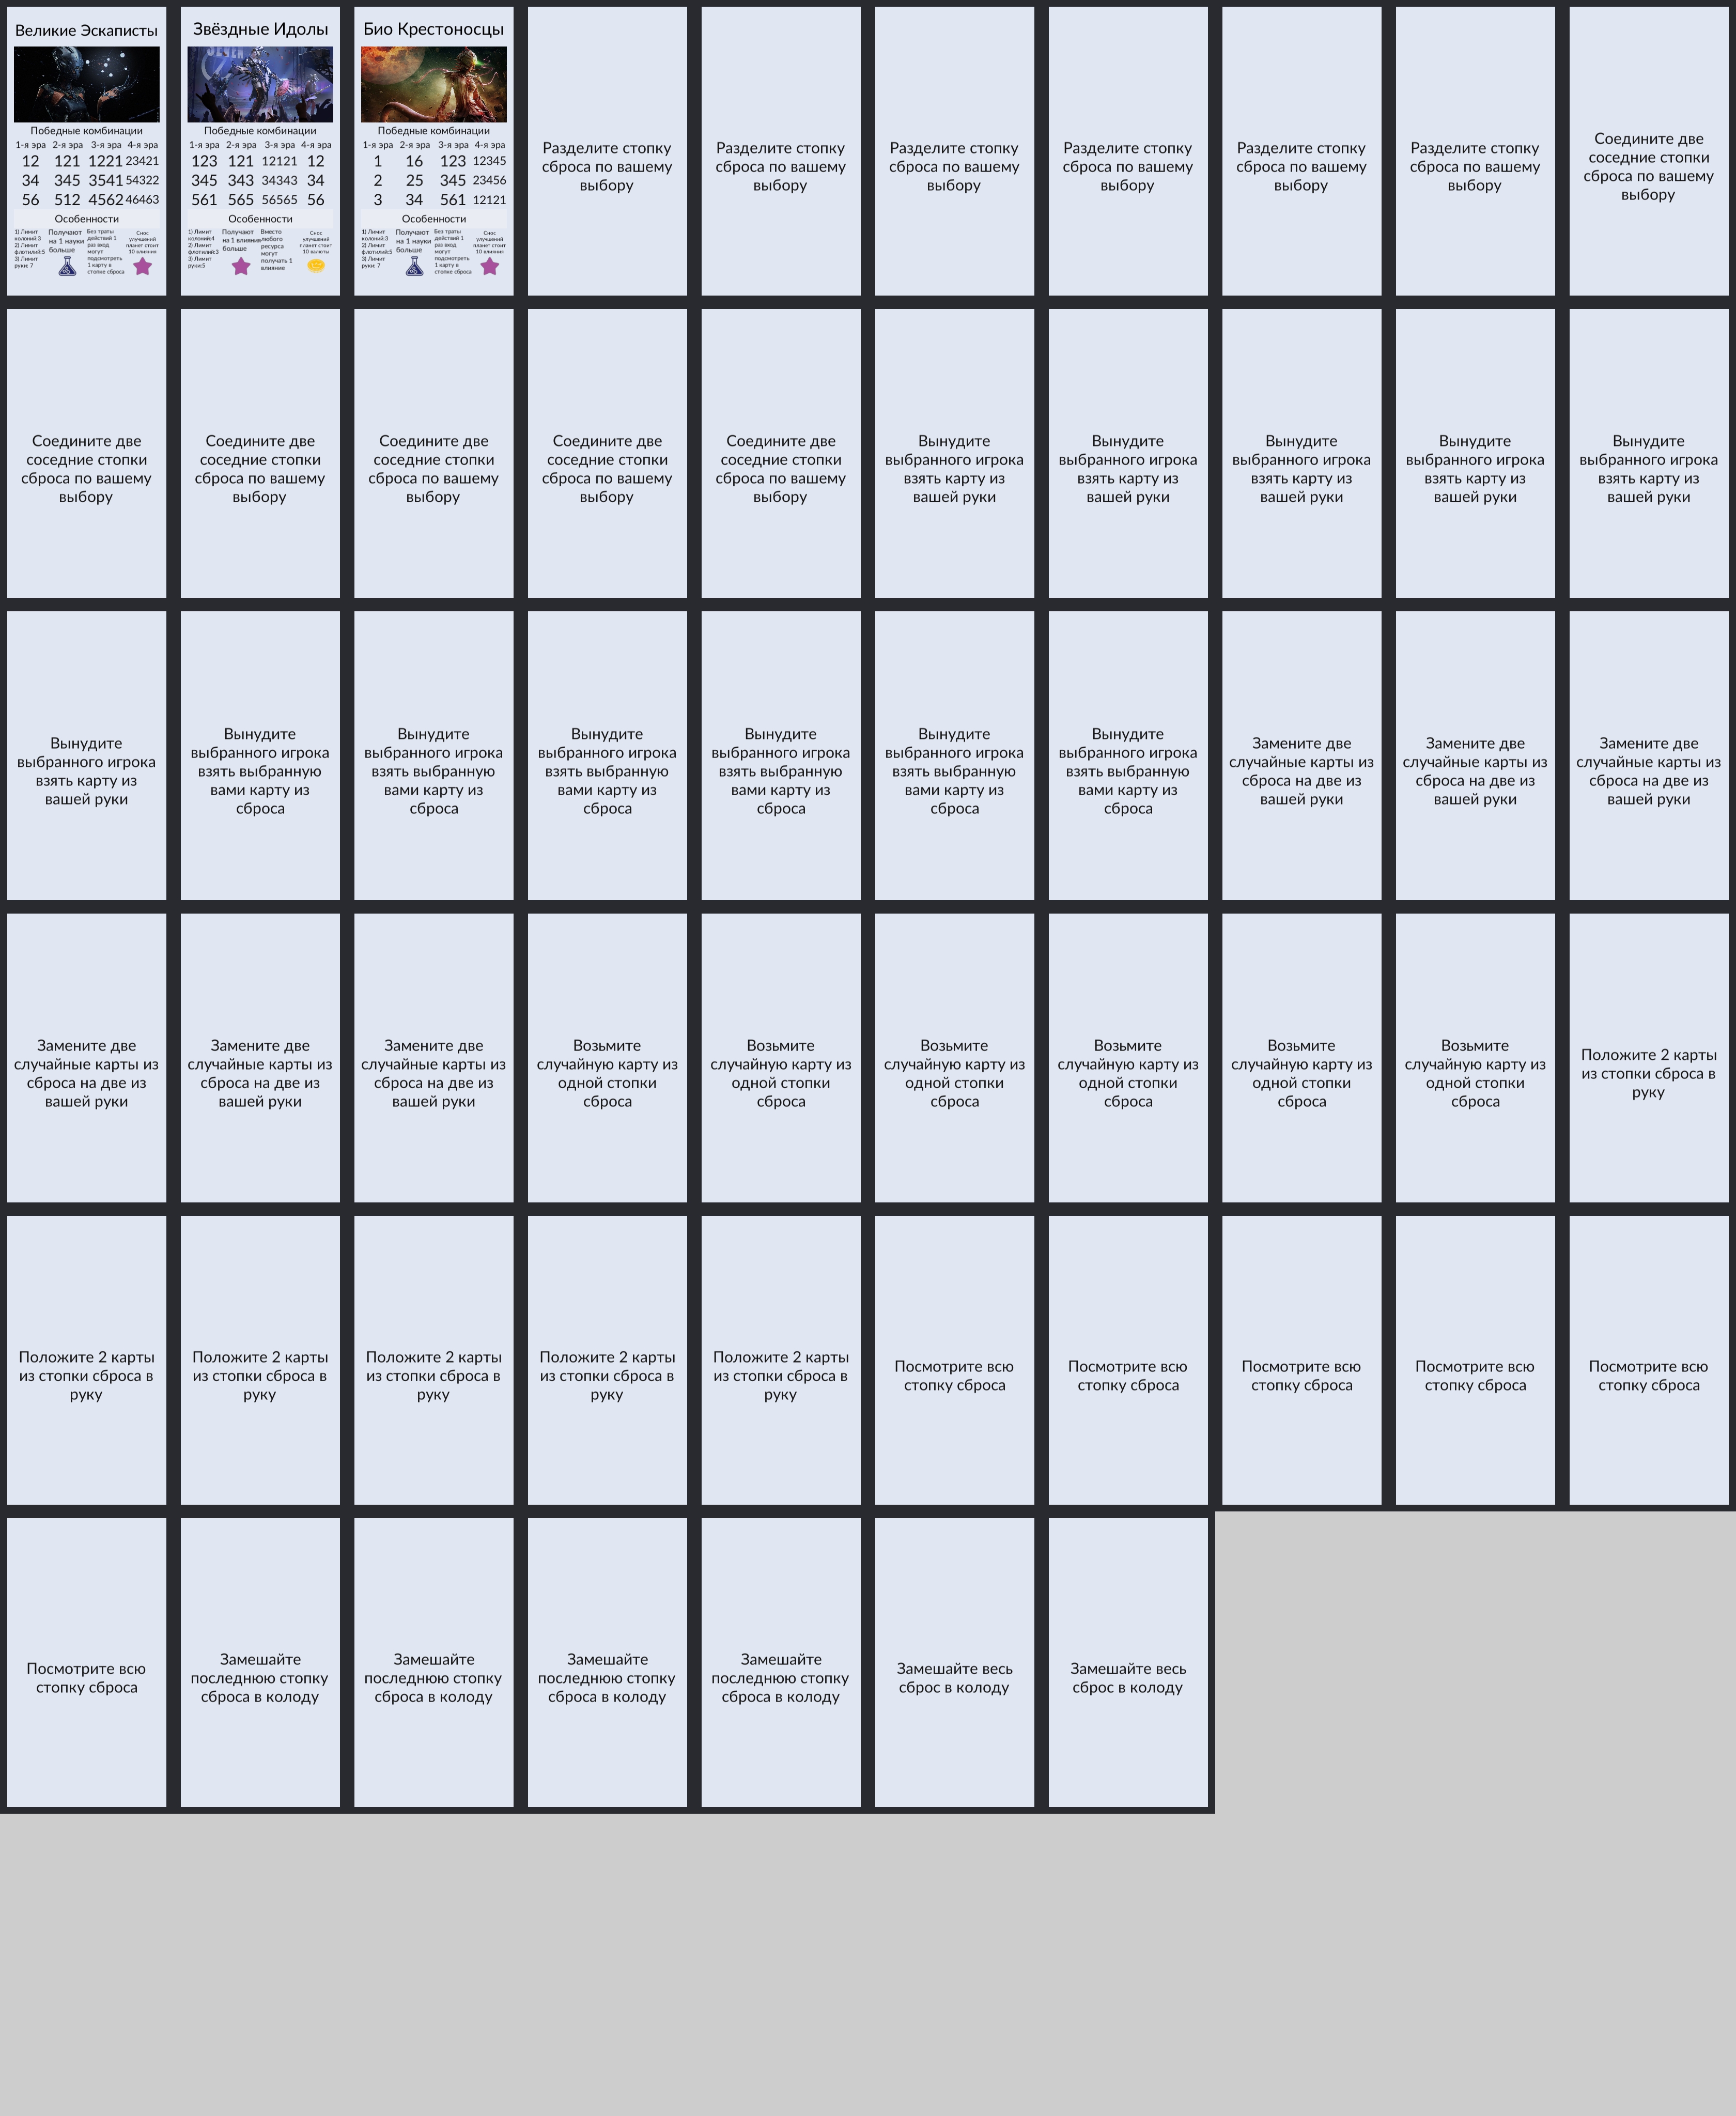 Великие Эскаписты
Победные комбинации
1-я эра 2-я эра 3-я эра 4-я эра
12 121 1221 23421
34 345 3541 54322
56 512 4562 46463
Особенности
1) Лимит
колоний:3
2) Лимит
флотилий:5
3) Лимит
руки: 7
Получают
на 1 науки
больше
Без траты
действий 1
раз вход
могут
подсмотреть
1 карту в
стопке сброса
Снос
улучшений
планет стоит
10 влияния
Звёздные Идолы
Победные комбинации
1-я эра 2-я эра 3-я эра 4-я эра
123 121 12121 12
345 343 34343 34
561 565 56565 56
Особенности
1) Лимит
колоний:4
2) Лимит
флотилий:3
3) Лимит
руки:5
Получают
на 1 влияния
больше
Вместо
любого
ресурса
могут
получать 1
влияние
Снос
улучшений
планет стоит
10 валюты
Био Крестоносцы
Победные комбинации
1-я эра 2-я эра 3-я эра 4-я эра
1 16 123 12345
2 25 345 23456
3 34 561 12121
Особенности
1) Лимит
колоний:3
2) Лимит
флотилий:5
3) Лимит
руки: 7
Получают
на 1 науки
больше
Без траты
действий 1
раз вход
могут
подсмотреть
1 карту в
стопке сброса
Снос
улучшений
планет стоит
10 влияния
Разделите стопку
сброса по вашему
выбору
Разделите стопку
сброса по вашему
выбору
Разделите стопку
сброса по вашему
выбору
Разделите стопку
сброса по вашему
выбору
Разделите стопку
сброса по вашему
выбору
Разделите стопку
сброса по вашему
выбору
Соедините две
соседние стопки
сброса по вашему
выбору
Соедините две
соседние стопки
сброса по вашему
выбору
Соедините две
соседние стопки
сброса по вашему
выбору
Соедините две
соседние стопки
сброса по вашему
выбору
Соедините две
соседние стопки
сброса по вашему
выбору
Соедините две
соседние стопки
сброса по вашему
выбору
Вынудите
выбранного игрока
взять карту из
вашей руки
Вынудите
выбранного игрока
взять карту из
вашей руки
Вынудите
выбранного игрока
взять карту из
вашей руки
Вынудите
выбранного игрока
взять карту из
вашей руки
Вынудите
выбранного игрока
взять карту из
вашей руки
Вынудите
выбранного игрока
взять карту из
вашей руки
Вынудите
выбранного игрока
взять выбранную
вами карту из
сброса
Вынудите
выбранного игрока
взять выбранную
вами карту из
сброса
Вынудите
выбранного игрока
взять выбранную
вами карту из
сброса
Вынудите
выбранного игрока
взять выбранную
вами карту из
сброса
Вынудите
выбранного игрока
взять выбранную
вами карту из
сброса
Вынудите
выбранного игрока
взять выбранную
вами карту из
сброса
Замените две
случайные карты из
сброса на две из
вашей руки
Замените две
случайные карты из
сброса на две из
вашей руки
Замените две
случайные карты из
сброса на две из
вашей руки
Замените две
случайные карты из
сброса на две из
вашей руки
Замените две
случайные карты из
сброса на две из
вашей руки
Замените две
случайные карты из
сброса на две из
вашей руки
Возьмите
случайную карту из
одной стопки
сброса
Возьмите
случайную карту из
одной стопки
сброса
Возьмите
случайную карту из
одной стопки
сброса
Возьмите
случайную карту из
одной стопки
сброса
Возьмите
случайную карту из
одной стопки
сброса
Возьмите
случайную карту из
одной стопки
сброса
Положите 2 карты
из стопки сброса в
руку
Положите 2 карты
из стопки сброса в
руку
Положите 2 карты
из стопки сброса в
руку
Положите 2 карты
из стопки сброса в
руку
Положите 2 карты
из стопки сброса в
руку
Положите 2 карты
из стопки сброса в
руку
Посмотрите всю
стопку сброса
Посмотрите всю
стопку сброса
Посмотрите всю
стопку сброса
Посмотрите всю
стопку сброса
Посмотрите всю
стопку сброса
Посмотрите всю
стопку сброса
Замешайте
последнюю стопку
сброса в колоду
Замешайте
последнюю стопку
сброса в колоду
Замешайте
последнюю стопку
сброса в колоду
Замешайте
последнюю стопку
сброса в колоду
Замешайте весь
сброс в колоду
Замешайте весь
сброс в колоду